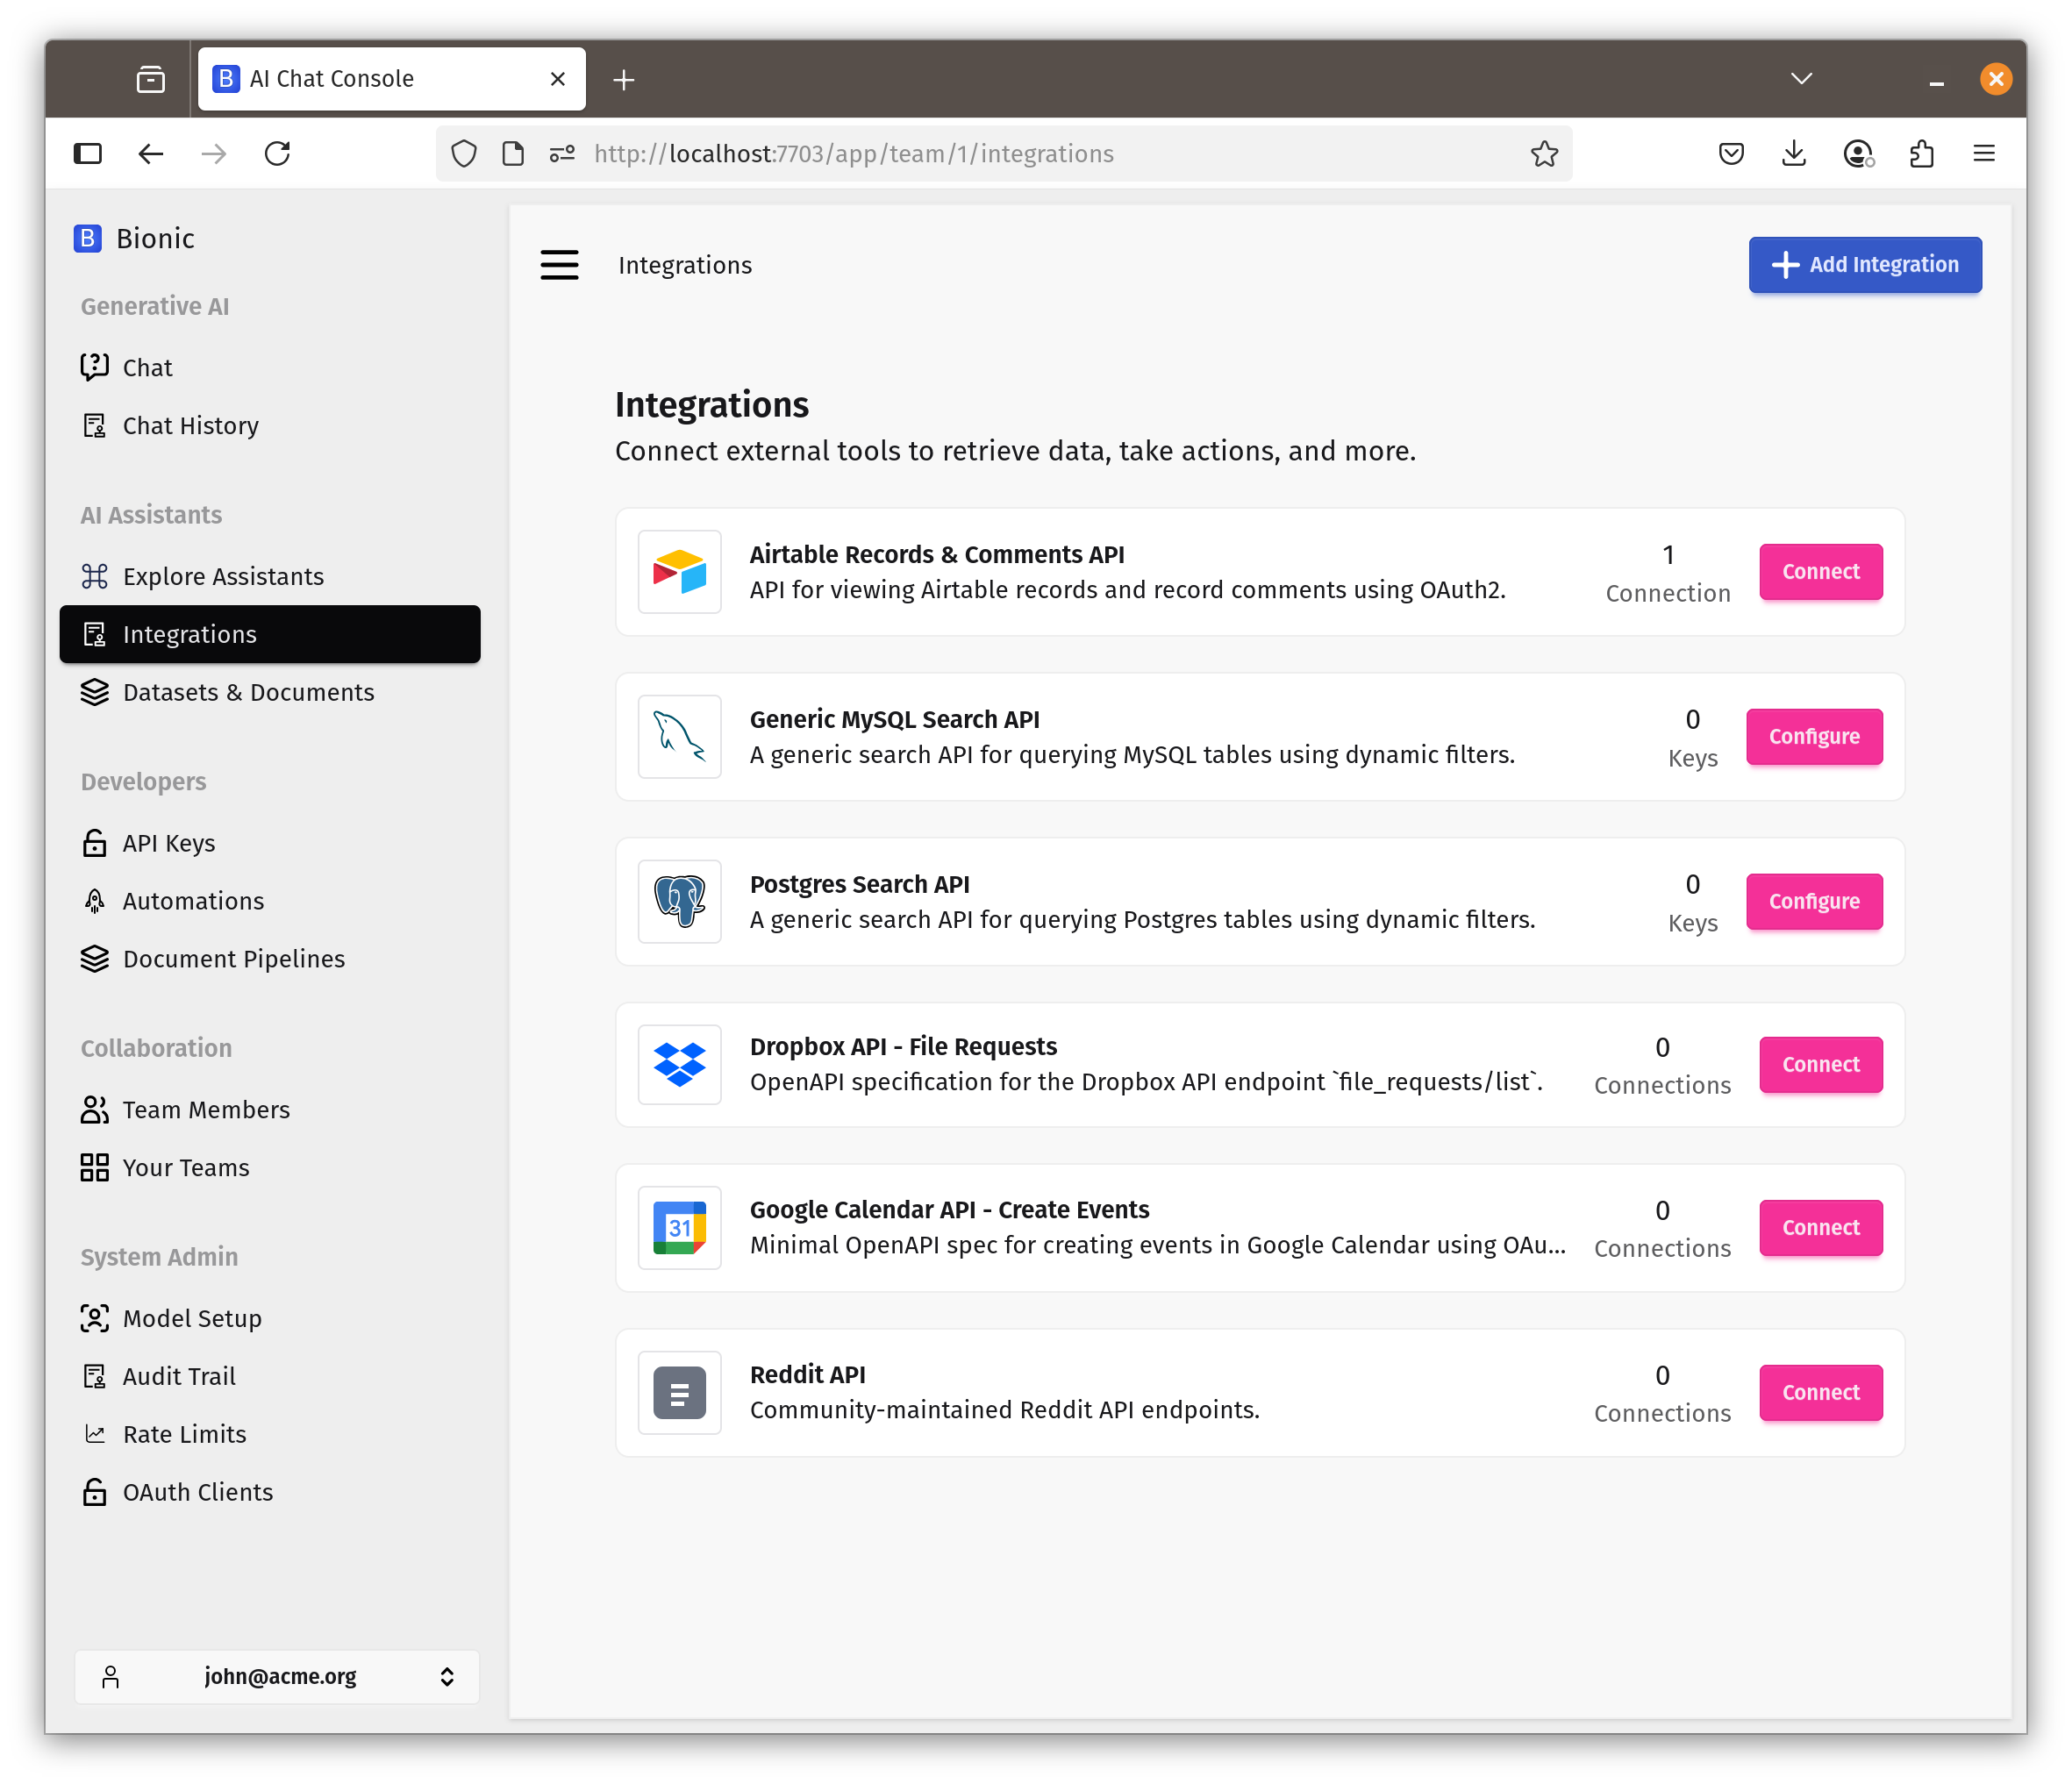 B AI Chat Console
http://localhost:7703/app/team/1/integrations
B Bionic
Generative AI
Chat
Chat History
AI Assistants
Explore Assistants
Integrations
Datasets & Documents
Developers
API Keys
Automations
Document Pipelines
Collaboration
Team Members
Your Teams
System Admin
Model Setup
Audit Trail
Rate Limits
OAuth Clients
john@acme.org
Integrations
Add Integration
Integrations
Connect external tools to retrieve data, take actions, and more.
Airtable Records & Comments API
API for viewing Airtable records and record comments using OAuth2.
1
Connection
Connect
Generic MySQL Search API
A generic search API for querying MySQL tables using dynamic filters.
0
Keys
Configure
Postgres Search API
A generic search API for querying Postgres tables using dynamic filters.
0
Keys
Configure
Dropbox API - File Requests
OpenAPI specification for the Dropbox API endpoint `file_requests/list`.
0
Connections
Connect
31
Google Calendar API - Create Events
Minimal OpenAPI spec for creating events in Google Calendar using OAu...
0
Connections
Connect
Reddit API
Community-maintained Reddit API endpoints.
0
Connections
Connect